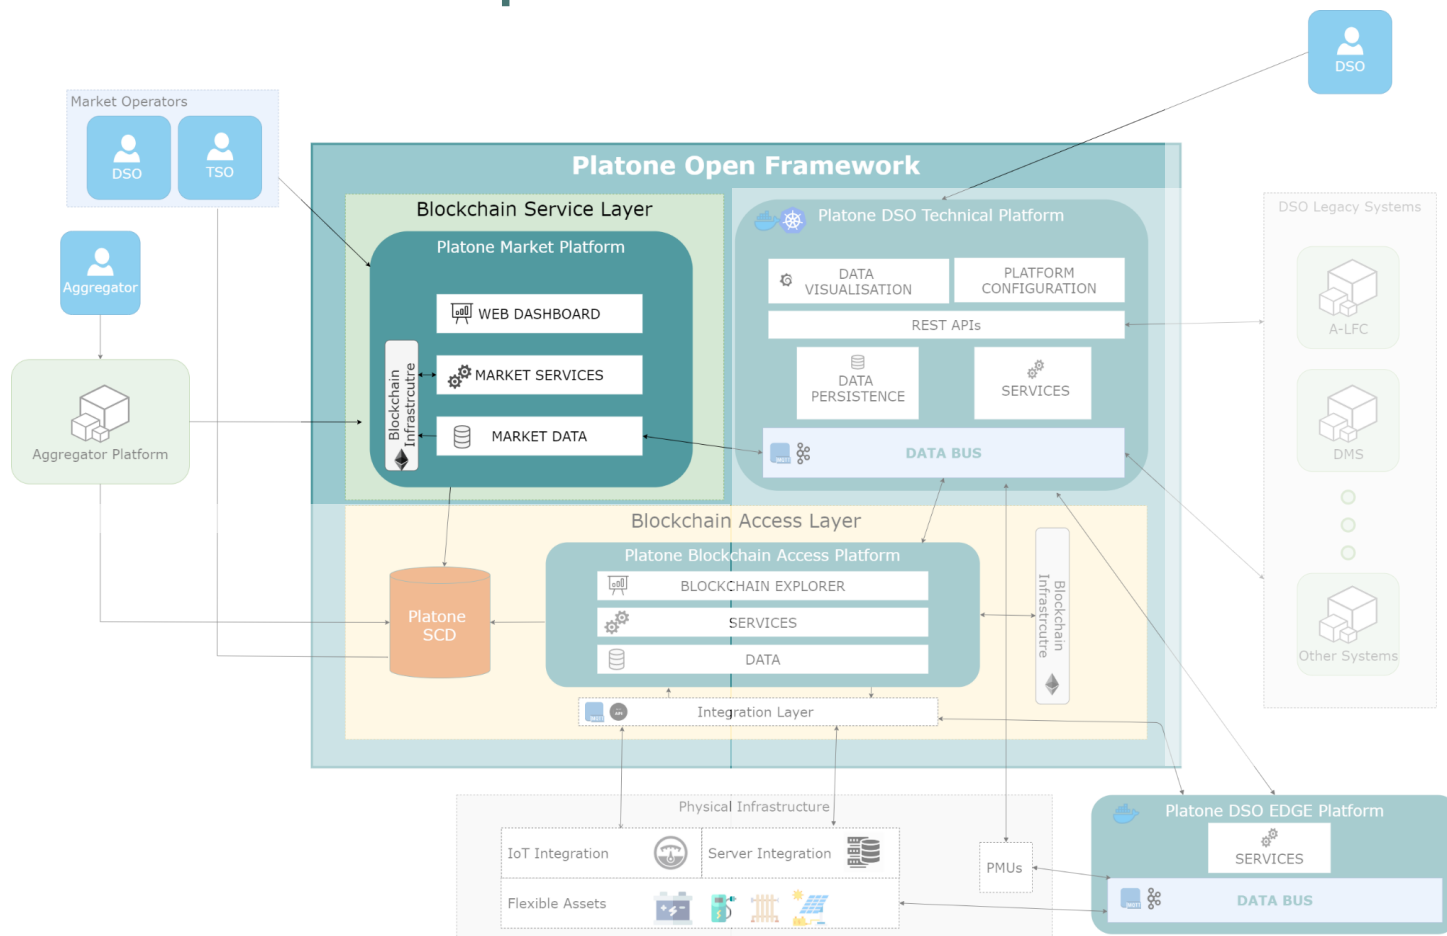 DSO
Market Operators
DSO
TSO
Platone Open Framework
Blockchain Service Layer
Platone DSO Technical Platform
DSO Legacy Systems
Platone Market Platform
Aggregator
DATA
VISUALISATION
PLATFORM
CONFIGURATION
WEB DASHBOARD
REST APIs
A-LFC
Blockchain
Infrastrcutre
MARKET SERVICES
DATA
PERSISTENCE
SERVICES
MARKET DATA
DATA BUS
Aggregator Platform
DMS
Blockchain Access Layer
Platone Blockchain Access Platform
BLOCKCHAIN EXPLORER
Platone
SCD
SERVICES
Blockchain
Infrastrcutre
DATA
Other Systems
Integration Layer
Physical Infrastructure
Platone DSO EDGE Platform
IoT Integration
Server Integration
SERVICES
PMUs
Flexible Assets
DATA BUS